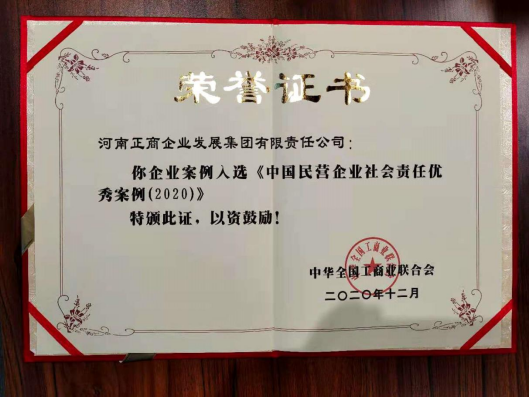 荣誉证书
河南正商企业发展集团有限责任公司：
你企业案例入选《中国民营企业社会责任优
秀案例(2020)》
特颁此证，以资鼓励！
中华全国工商业联合会
二〇二〇年十二月